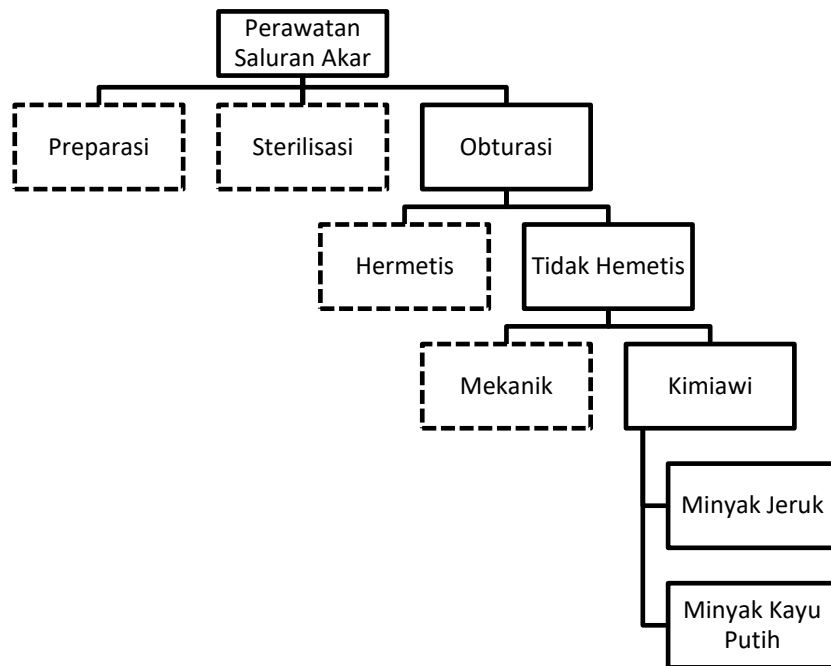 Perawatan
Saluran Akar
Preparasi
Sterilisasi
Obturasi
Hermetis
Tidak Hemetis
Mekanik
Kimiawi
Minyak Jeruk
Minyak Kayu
Putih